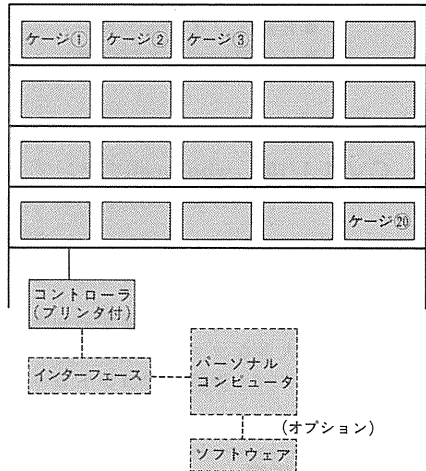 ケージ① ケージ② ケージ③
ケージ⑳
コントローラ
(プリンタ付)
インターフェース
パーソナル
コンピュータ
(オプション)
ソフトウェア